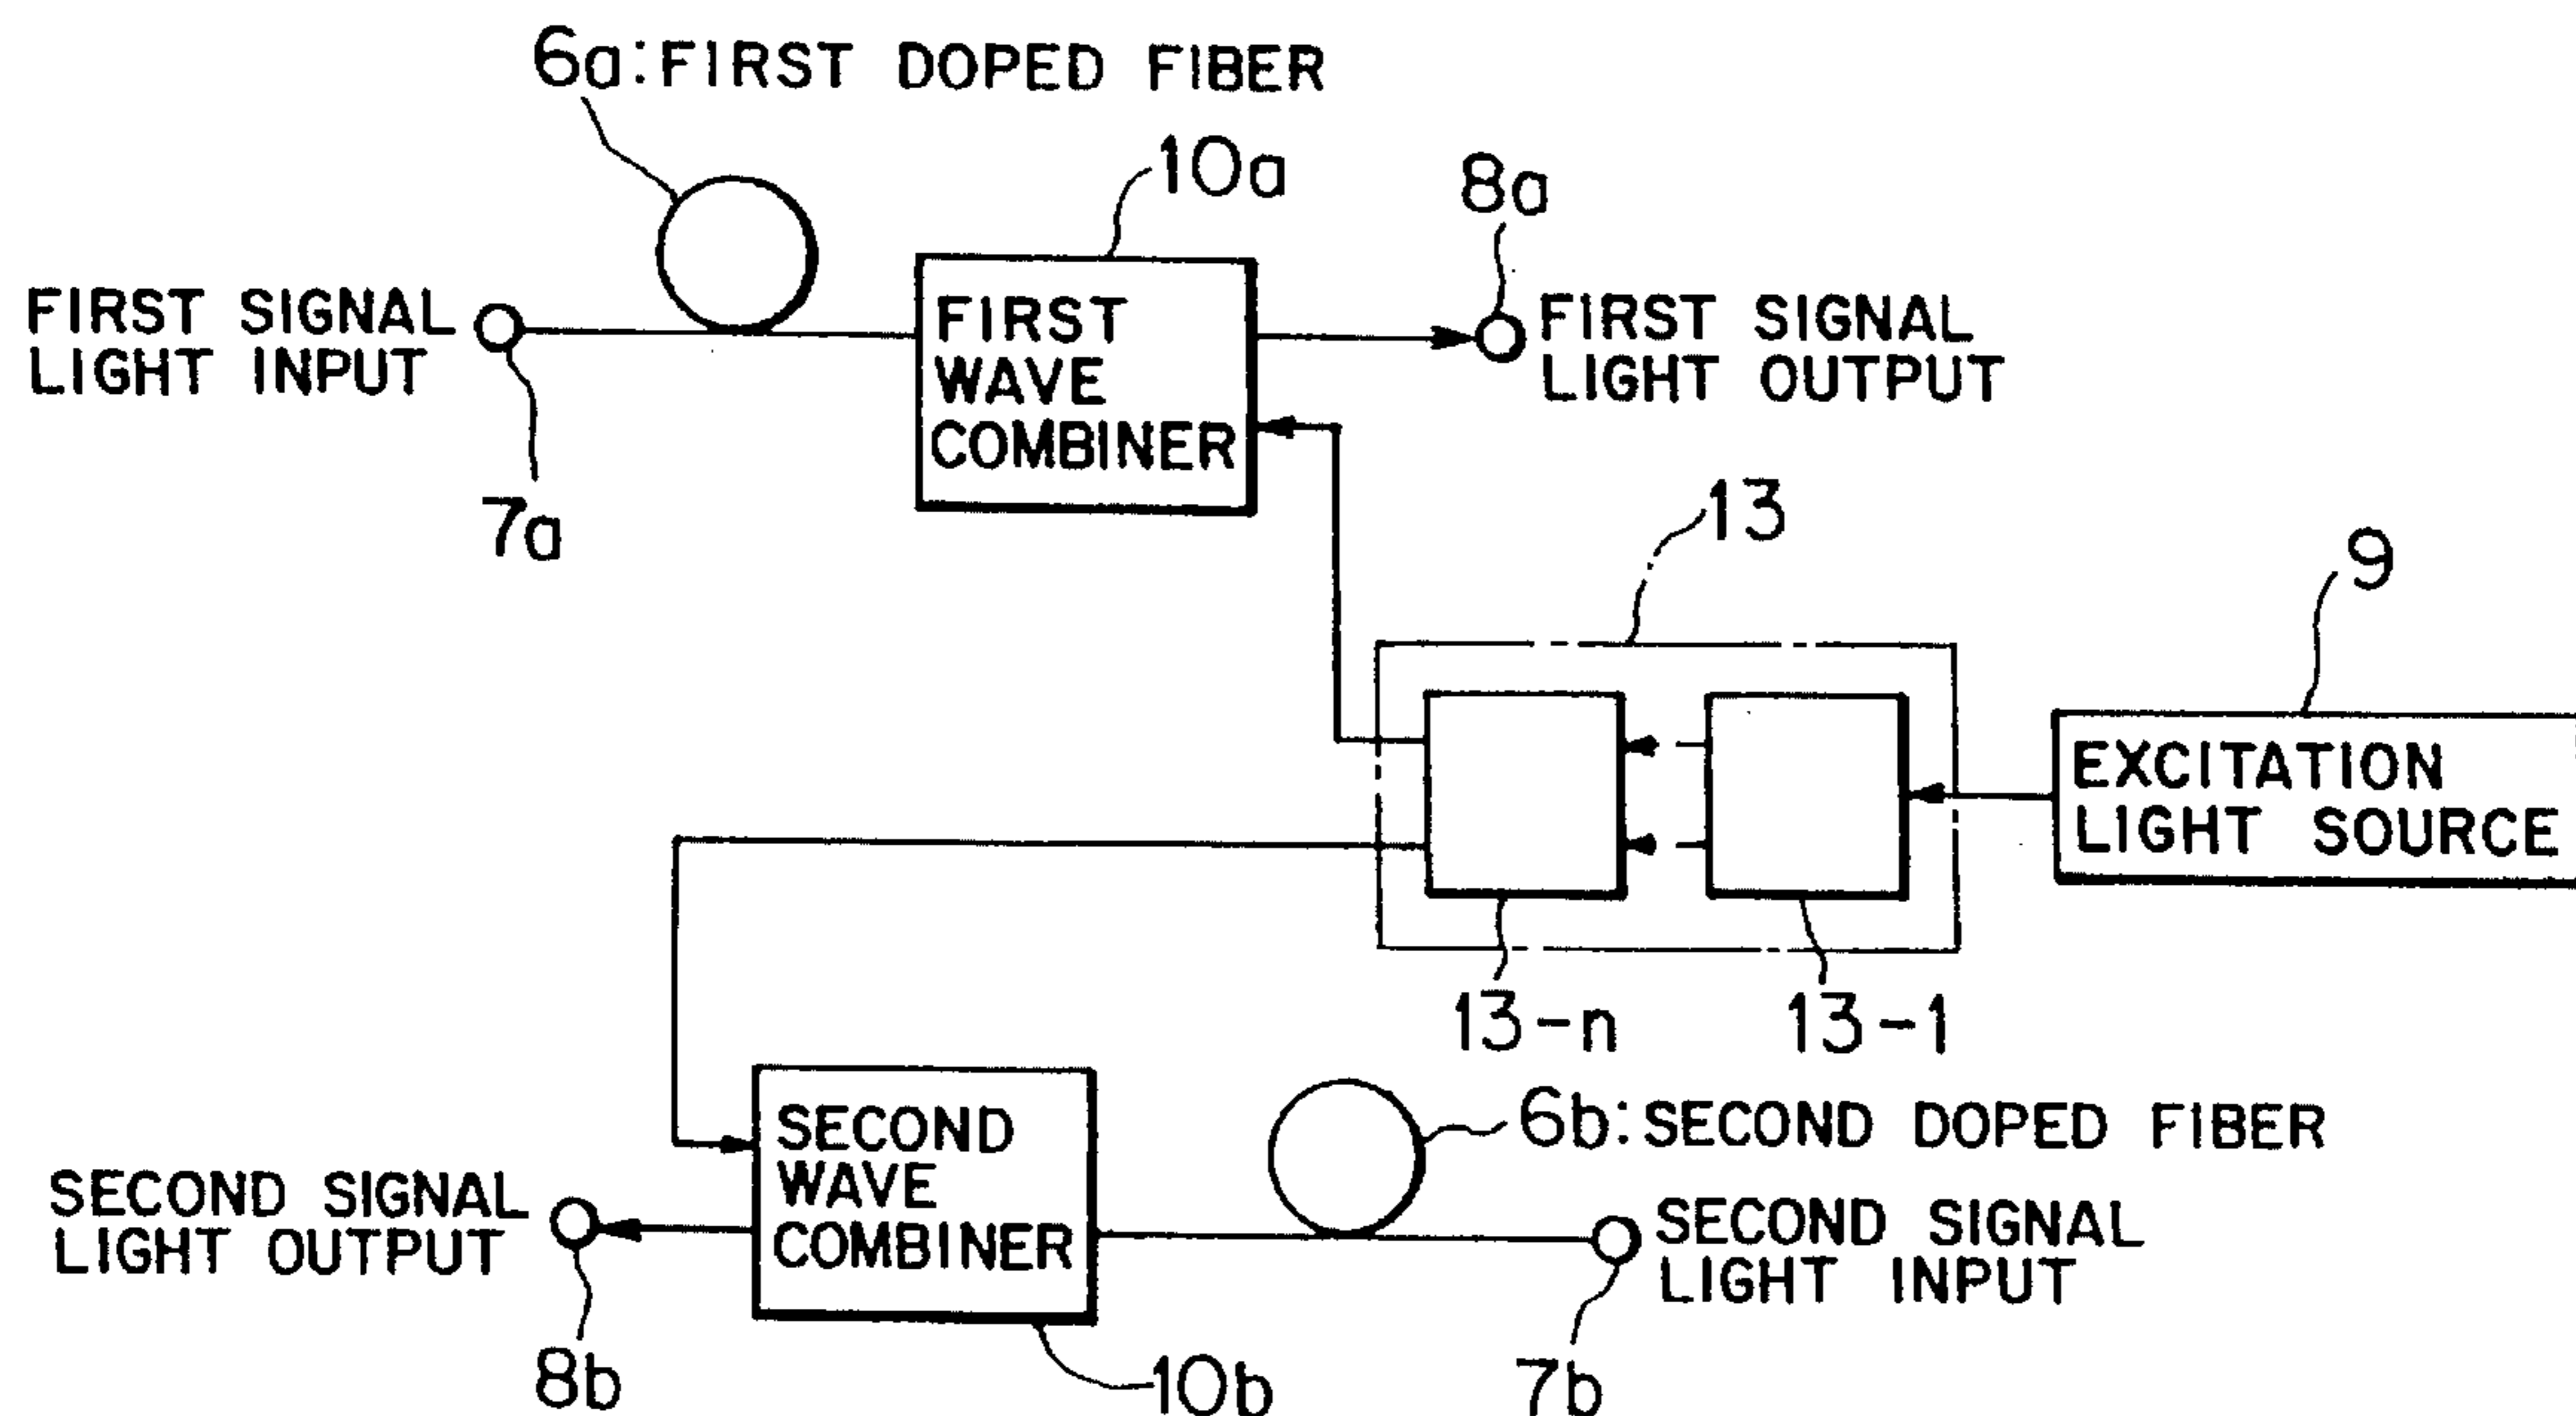 6a: FIRST DOPED FIBER
10a
8a
FIRST SIGNAL
LIGHT INPUT
FIRST
WAVE
COMBINER
FIRST SIGNAL
LIGHT OUTPUT
7a
13
9
EXCITATION
LIGHT SOURCE
13-n
13-1
SECOND
WAVE
COMBINER
6b: SECOND DOPED FIBER
SECOND SIGNAL
LIGHT OUTPUT
SECOND SIGNAL
LIGHT INPUT
8b
10b
7b